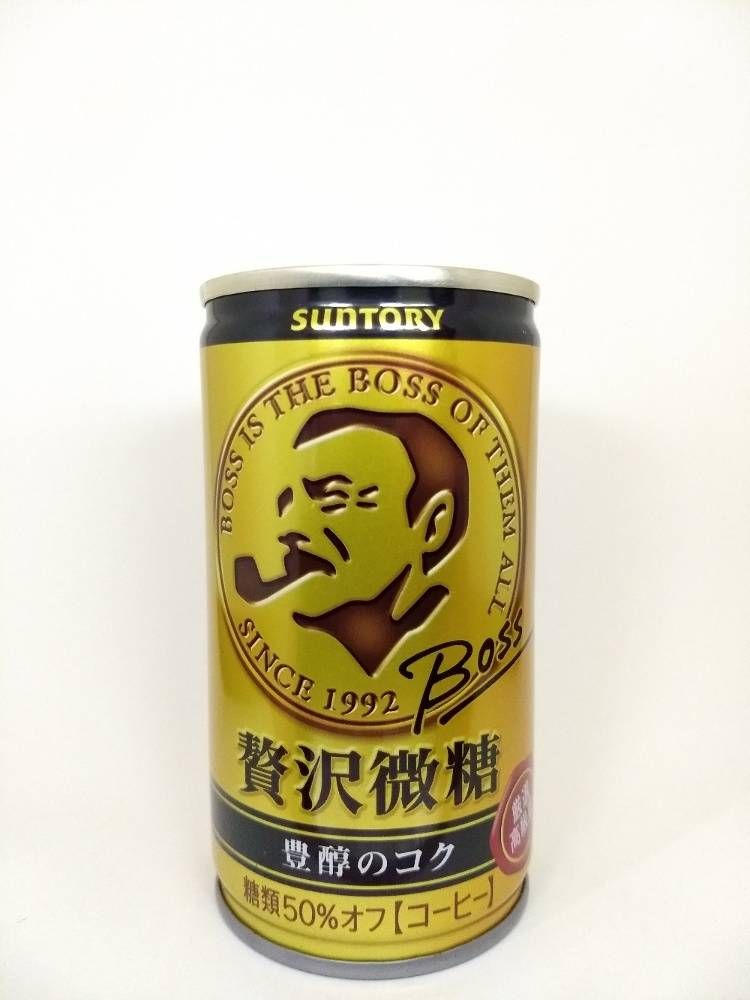 SUNTORY
BOSS IS THE BOSS OF THEM ALL
SINCE 1992
BOSS
贅沢微糖
豊醇のコク
糖類50%オフ【コーヒー】